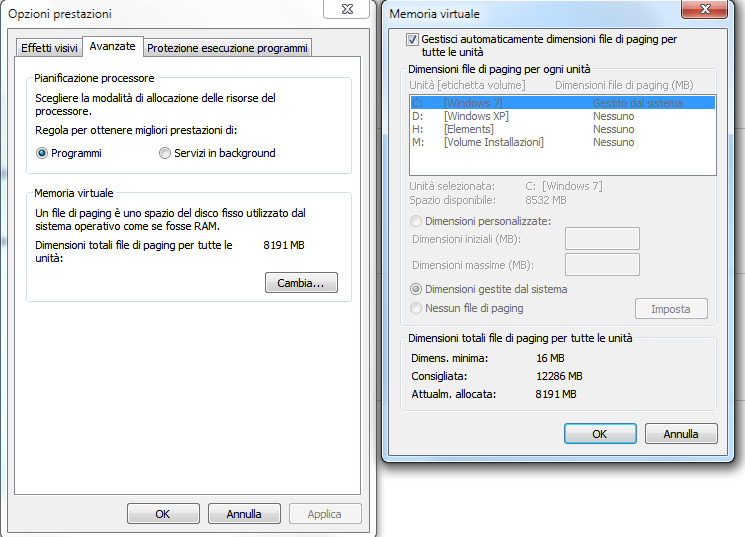 Opzioni prestazioni
Effetti visivi
Avanzate
Protezione esecuzione programmi
Pianificazione processore
Scegliere la modalità di allocazione delle risorse del
processore.
Regola per ottenere migliori prestazioni di:
Programmi
Servizi in background
Memoria virtuale
Un file di paging è uno spazio del disco fisso utilizzato dal
sistema operativo come se fosse RAM.
Dimensioni totali file di paging per tutte le
unità:
8191 MB
Cambia...
OK
Annulla
Applica
Memoria virtuale
Gestisci automaticamente dimensioni file di paging per
tutte le unità
Dimensioni file di paging per ogni unità
Unità [etichetta volume] Dimensioni file di paging (MB)
C: [Windows 7] Gestito dal sistema
D: [Windows XP] Nessuno
H: [Elements] Nessuno
M: [Volume Installazioni] Nessuno
Unità selezionata: C: [Windows 7]
Spazio disponibile: 8532 MB
Dimensioni personalizzate:
Dimensioni iniziali (MB):
Dimensioni massime (MB):
Dimensioni gestite dal sistema
Nessun file di paging
Imposta
Dimensioni totali file di paging per tutte le unità
Dimens. minima: 16 MB
Consigliata: 12286 MB
Attualm. allocata: 8191 MB
OK
Annulla